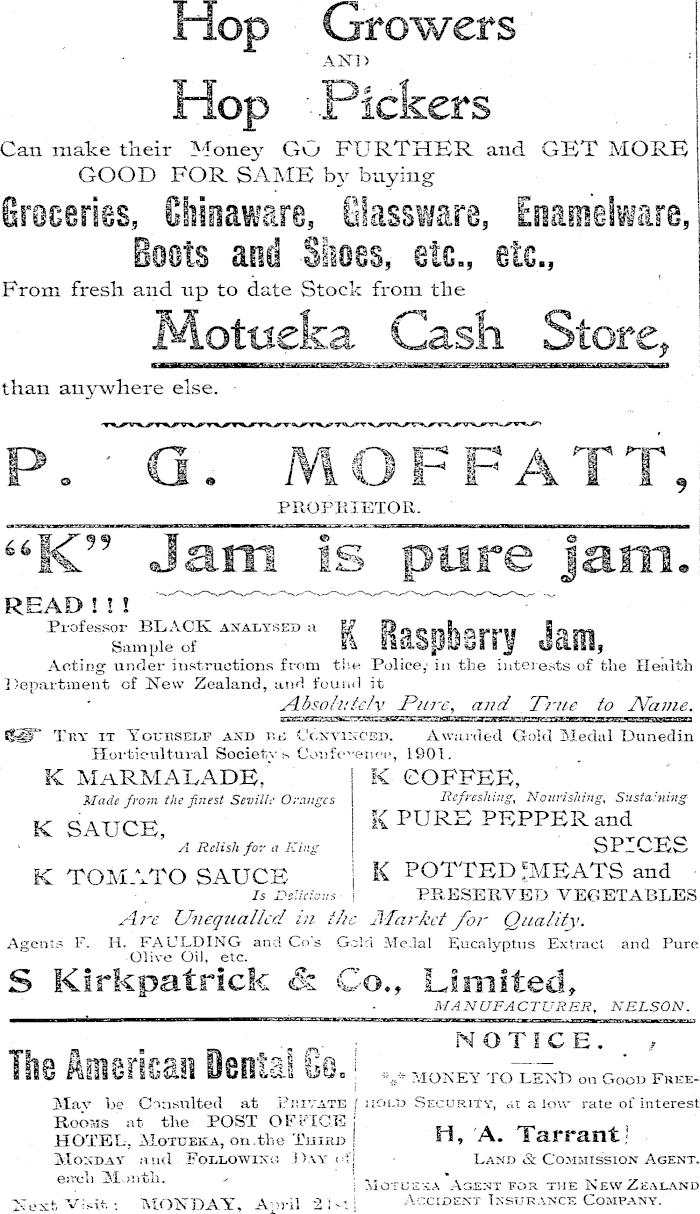 Hop Growers
AND
Hop Pickers
Can make their Money GO FURTHER and GET MORE
GOOD FOR SAME by buying
Groceries, Chinaware, Glassware, Enamelware,
Boots and Shoes, etc., etc.,
From fresh and up to date Stock from the
Motueka Cash Store,
than anywhere else.
P. G. MOFFATT,
PROPRIETOR.
“K” Jam is pure jam.
READ!!!
Professor BLACK ANALYSED a
Sample of
K Raspberry Jam,
Acting under instructions from the Police, in the interests of the Health
Department of New Zealand, and found it
Absolutely Pure, and True to Name.
☞ TRY IT YOURSELF AND BE CONVINCED. Awarded Gold Medal Dunedin
Horticultural Society's Conference, 1901.
K MARMALADE,
Made from the finest Seville Oranges
K SAUCE,
A Relish for a King
K TOMATO SAUCE
Is Delicious
K COFFEE,
Refreshing, Nourishing, Sustaining
K PURE PEPPER and
SPICES
K POTTED MEATS and
PRESERVED VEGETABLES
Are Unequalled in the Market for Quality.
Agents F. H. FAULDING and Co's Gold Medal Eucalyptus Extract and Pure
Olive Oil, etc.
S Kirkpatrick & Co., Limited,
MANUFACTURER, NELSON.
The American Dental Co.
May be Consulted at PRIVATE
ROOMS at the POST OFFICE
HOTEL, MOTUEKA, on the THIRD
MONDAY and FOLLOWING DAY of
each Month.
Next Visit: MONDAY, April 21st
NOTICE.
*** MONEY TO LEND on GOOD FREE-
HOLD SECURITY, at a low rate of interest
H, A. Tarrant
LAND & COMMISSION AGENT.
MOTUEKA AGENT FOR THE NEW ZEALAND
ACCIDENT INSURANCE COMPANY.